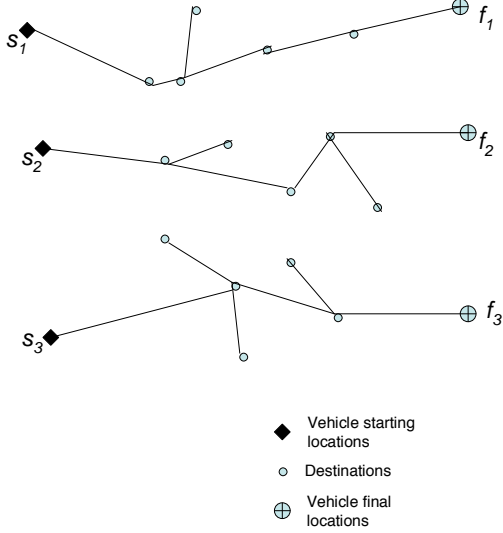 s1
f1
s2
f2
s3
f3
Vehicle starting
locations
Destinations
Vehicle final
locations